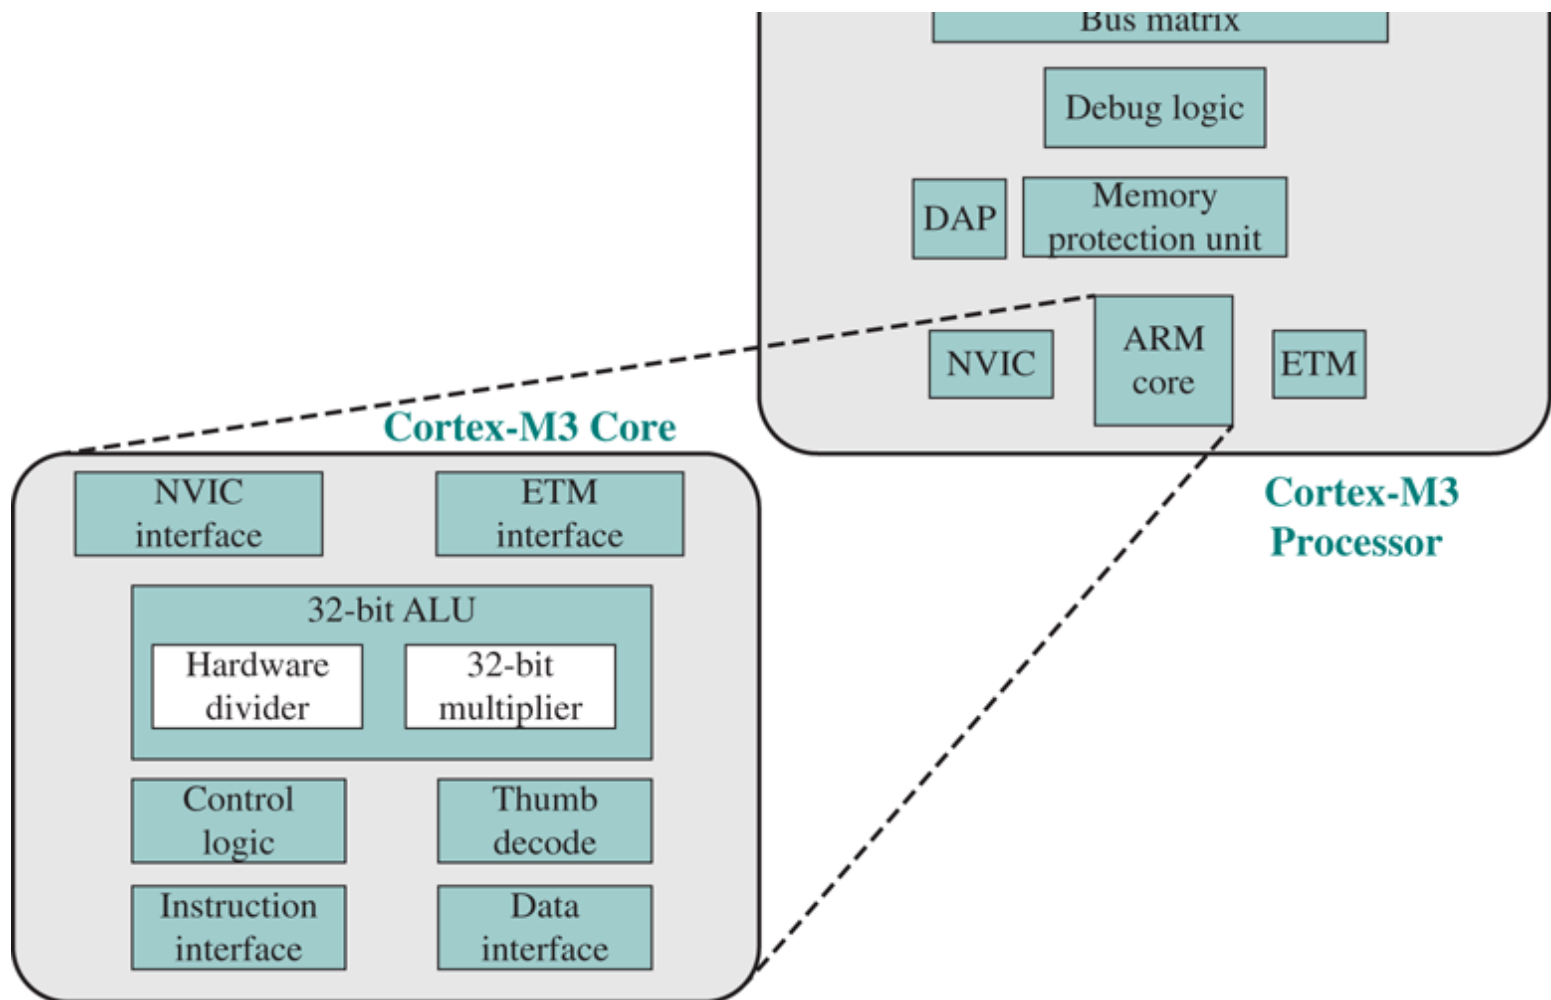 Bus matrix
Debug logic
DAP
Memory
protection unit
NVIC
ARM
core
ETM
Cortex-M3 Core
Cortex-M3
Processor
NVIC
interface
ETM
interface
32-bit ALU
Hardware
divider
32-bit
multiplier
Control
logic
Thumb
decode
Instruction
interface
Data
interface